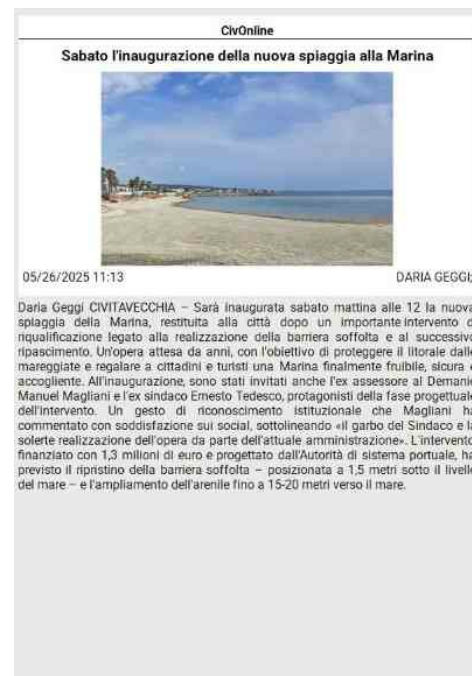 CivOnline
Sabato l'inaugurazione della nuova spiaggia alla Marina
05/26/2025 11:13 DARIA GEGGI;
Daria Geggi CIVITAVECCHIA – Sarà inaugurata sabato mattina alle 12 la nuova
spiaggia della Marina, restituita alla città dopo un importante intervento d
riqualificazione legato alla realizzazione della barriera soffolta e al successivo
ripascimento. Un'opera attesa da anni, con l'obiettivo di proteggere il litorale dalle
mareggiate e regalare a cittadini e turisti una Marina finalmente fruibile, sicura e
accogliente. All'inaugurazione, sono stati invitati anche l'ex assessore al Demani
Manuel Magliani e l'ex sindaco Ernesto Tedesco, protagonisti della fase progettuale
dell'intervento. Un gesto di riconoscimento istituzionale che Magliani ha
commentato con soddisfazione sui social, sottolineando «il garbo del Sindaco e la
solerte realizzazione dell'opera da parte dell'attuale amministrazione». L'intervento,
finanziato con 1,3 milioni di euro e progettato dall'Autorità di sistema portuale, ha
previsto il ripristino della barriera soffolta – posizionata a 1,5 metri sotto il livello
del mare – e l'ampliamento dell'arenile fino a 15-20 metri verso il mare.